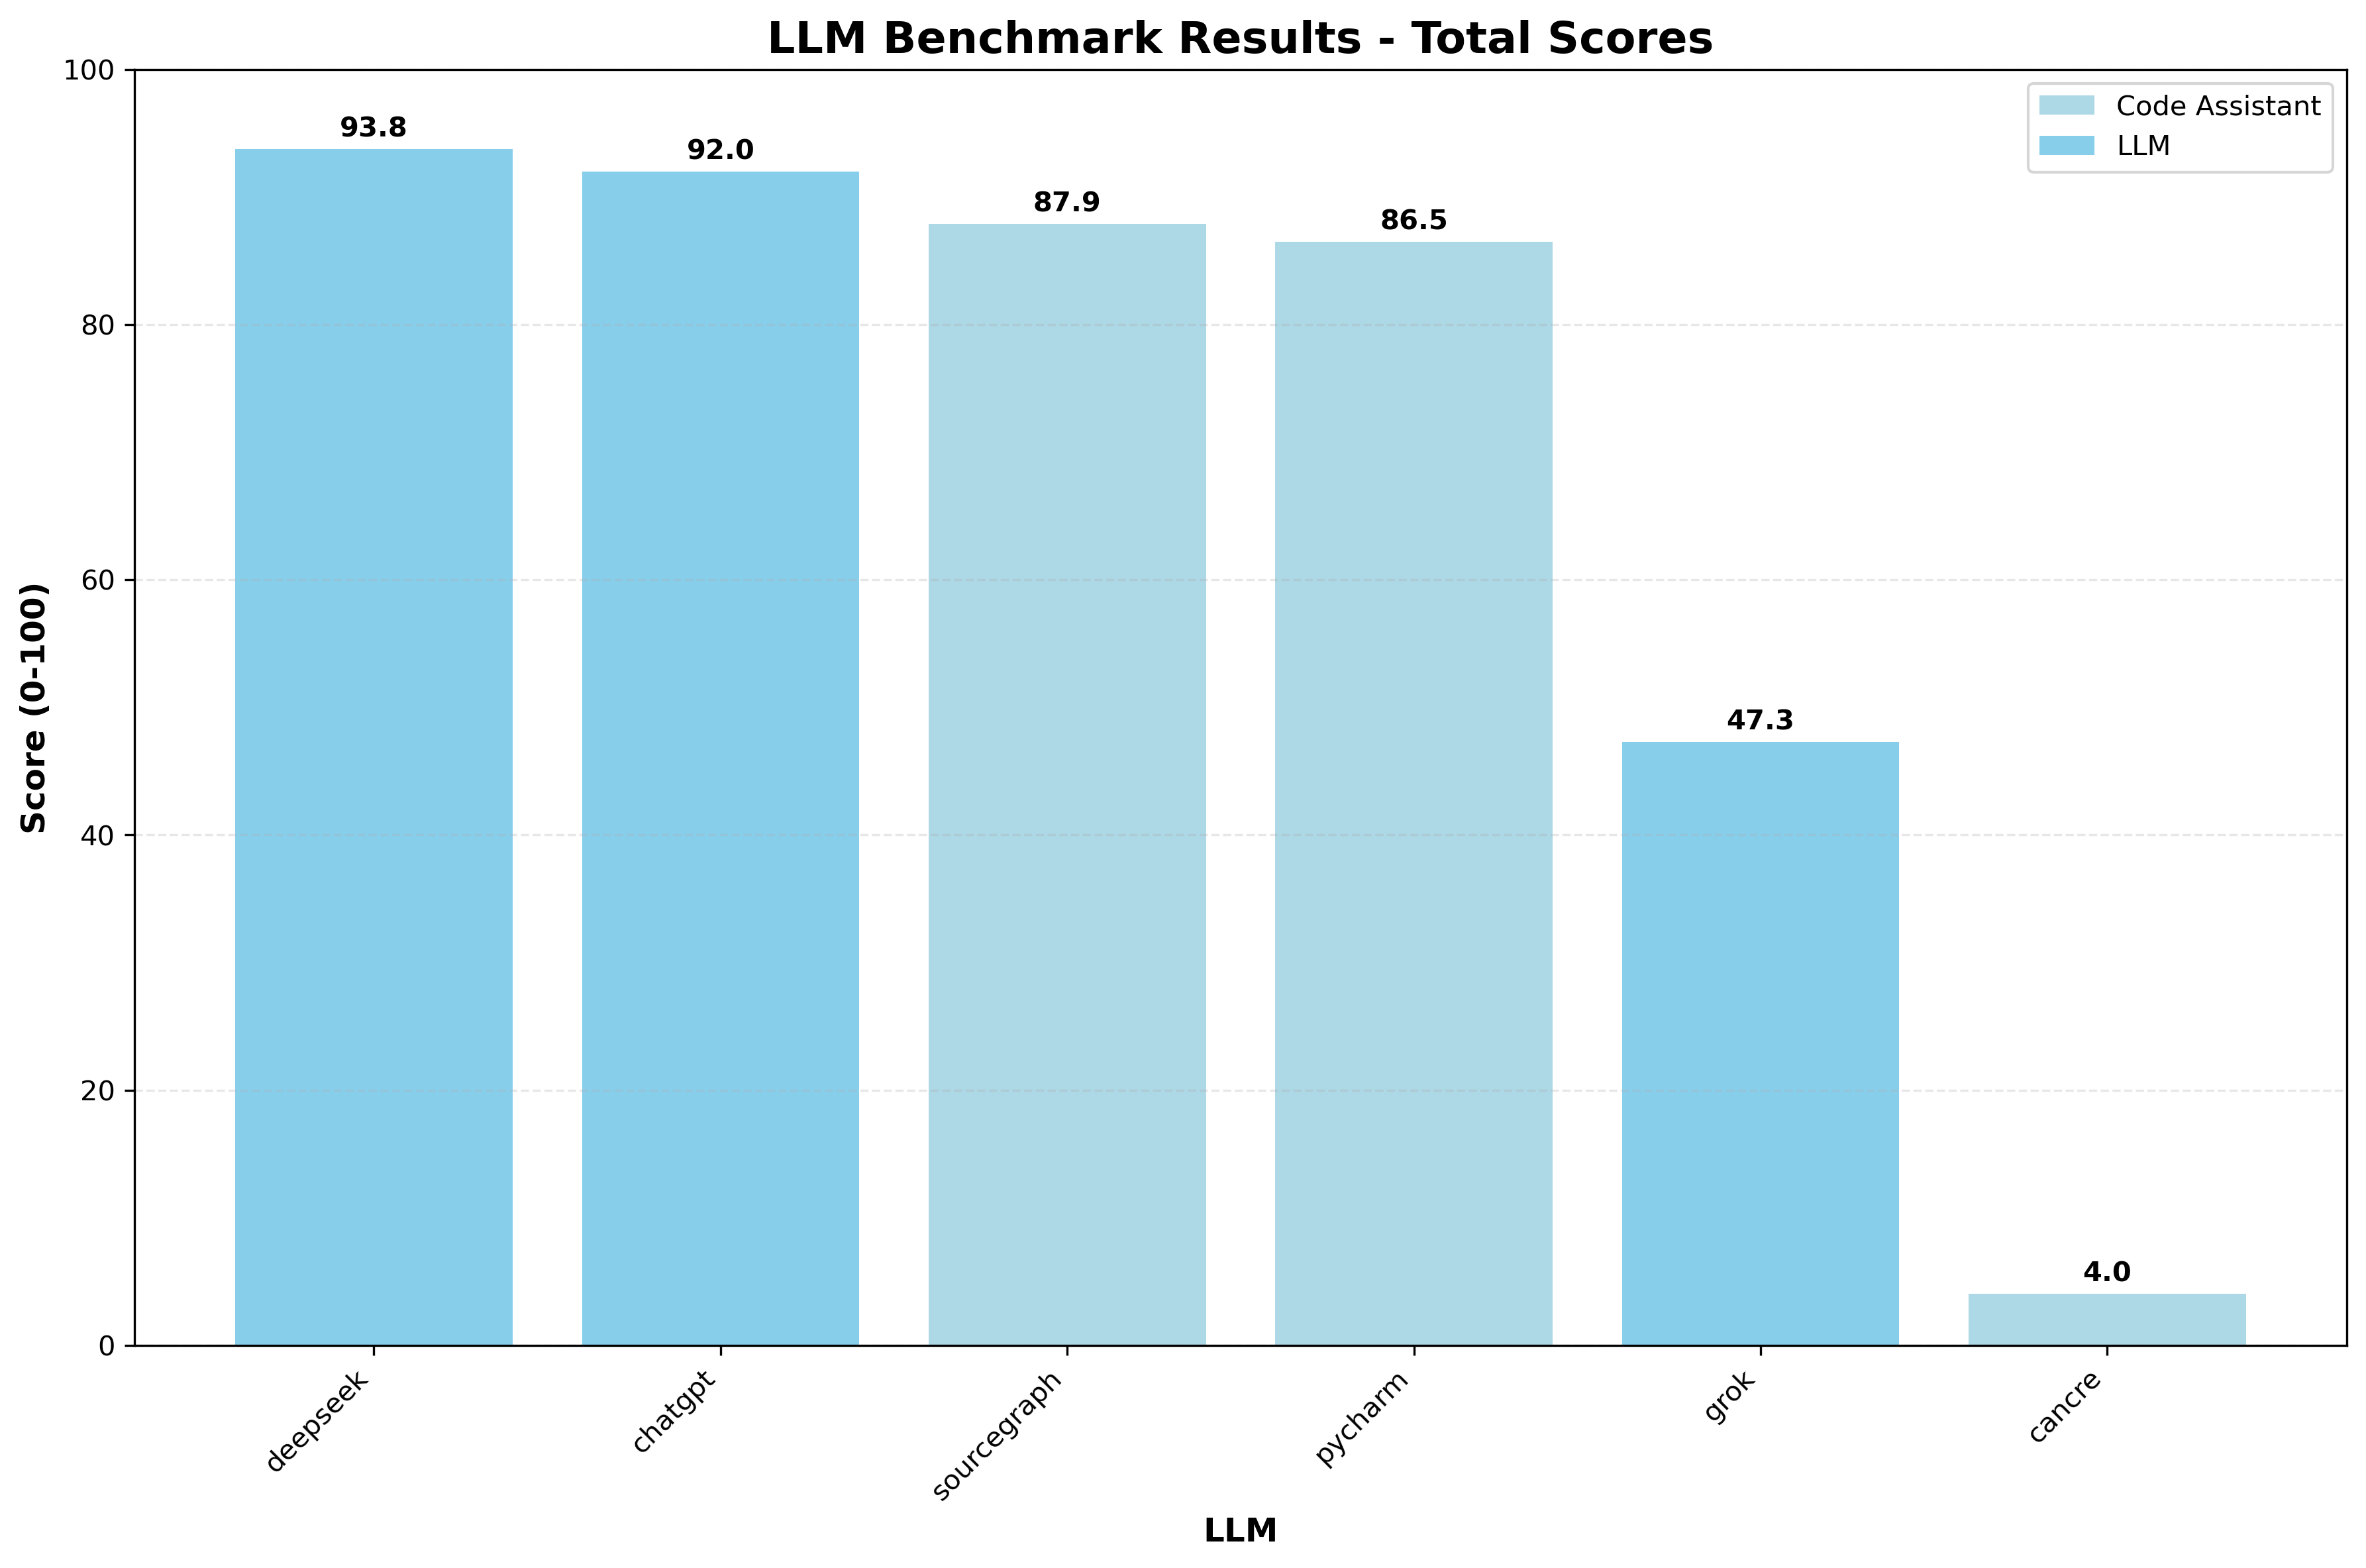 LLM Benchmark Results - Total Scores
Code Assistant
LLM
Score (0-100)
100
80
60
40
20
0
93.8
92.0
87.9
86.5
47.3
4.0
deepseek
chatgpt
sourcegraph
pycharm
grok
cancre
LLM